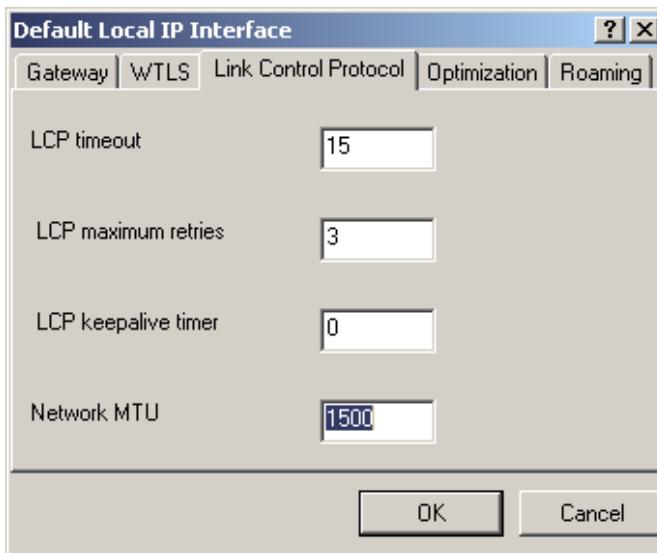 Default Local IP Interface
Gateway WTLS Link Control Protocol Optimization Roaming
LCP timeout 15
LCP maximum retries 3
LCP keepalive timer 0
Network MTU 1500
OK Cancel